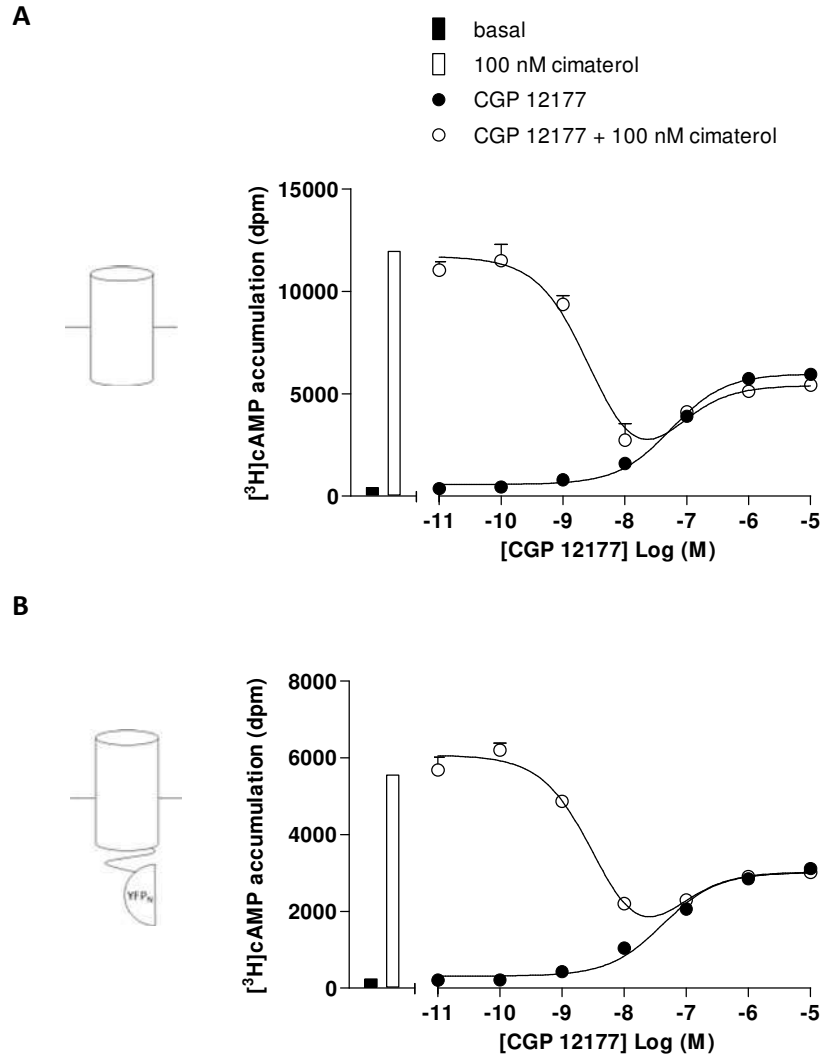 A
basal
100 nM cimaterol
CGP 12177
CGP 12177 + 100 nM cimaterol
[³H]cAMP accumulation (dpm)
15000
10000
5000
0
-11 -10 -9 -8 -7 -6 -5
[CGP 12177] Log (M)
B
[³H]cAMP accumulation (dpm)
8000
6000
4000
2000
0
YFPN
-11 -10 -9 -8 -7 -6 -5
[CGP 12177] Log (M)